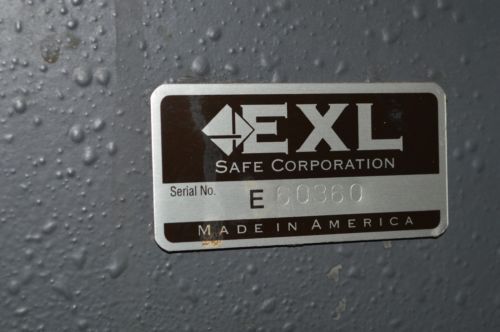 EXL
SAFE CORPORATION
Serial No. E 60360
MADE IN AMERICA